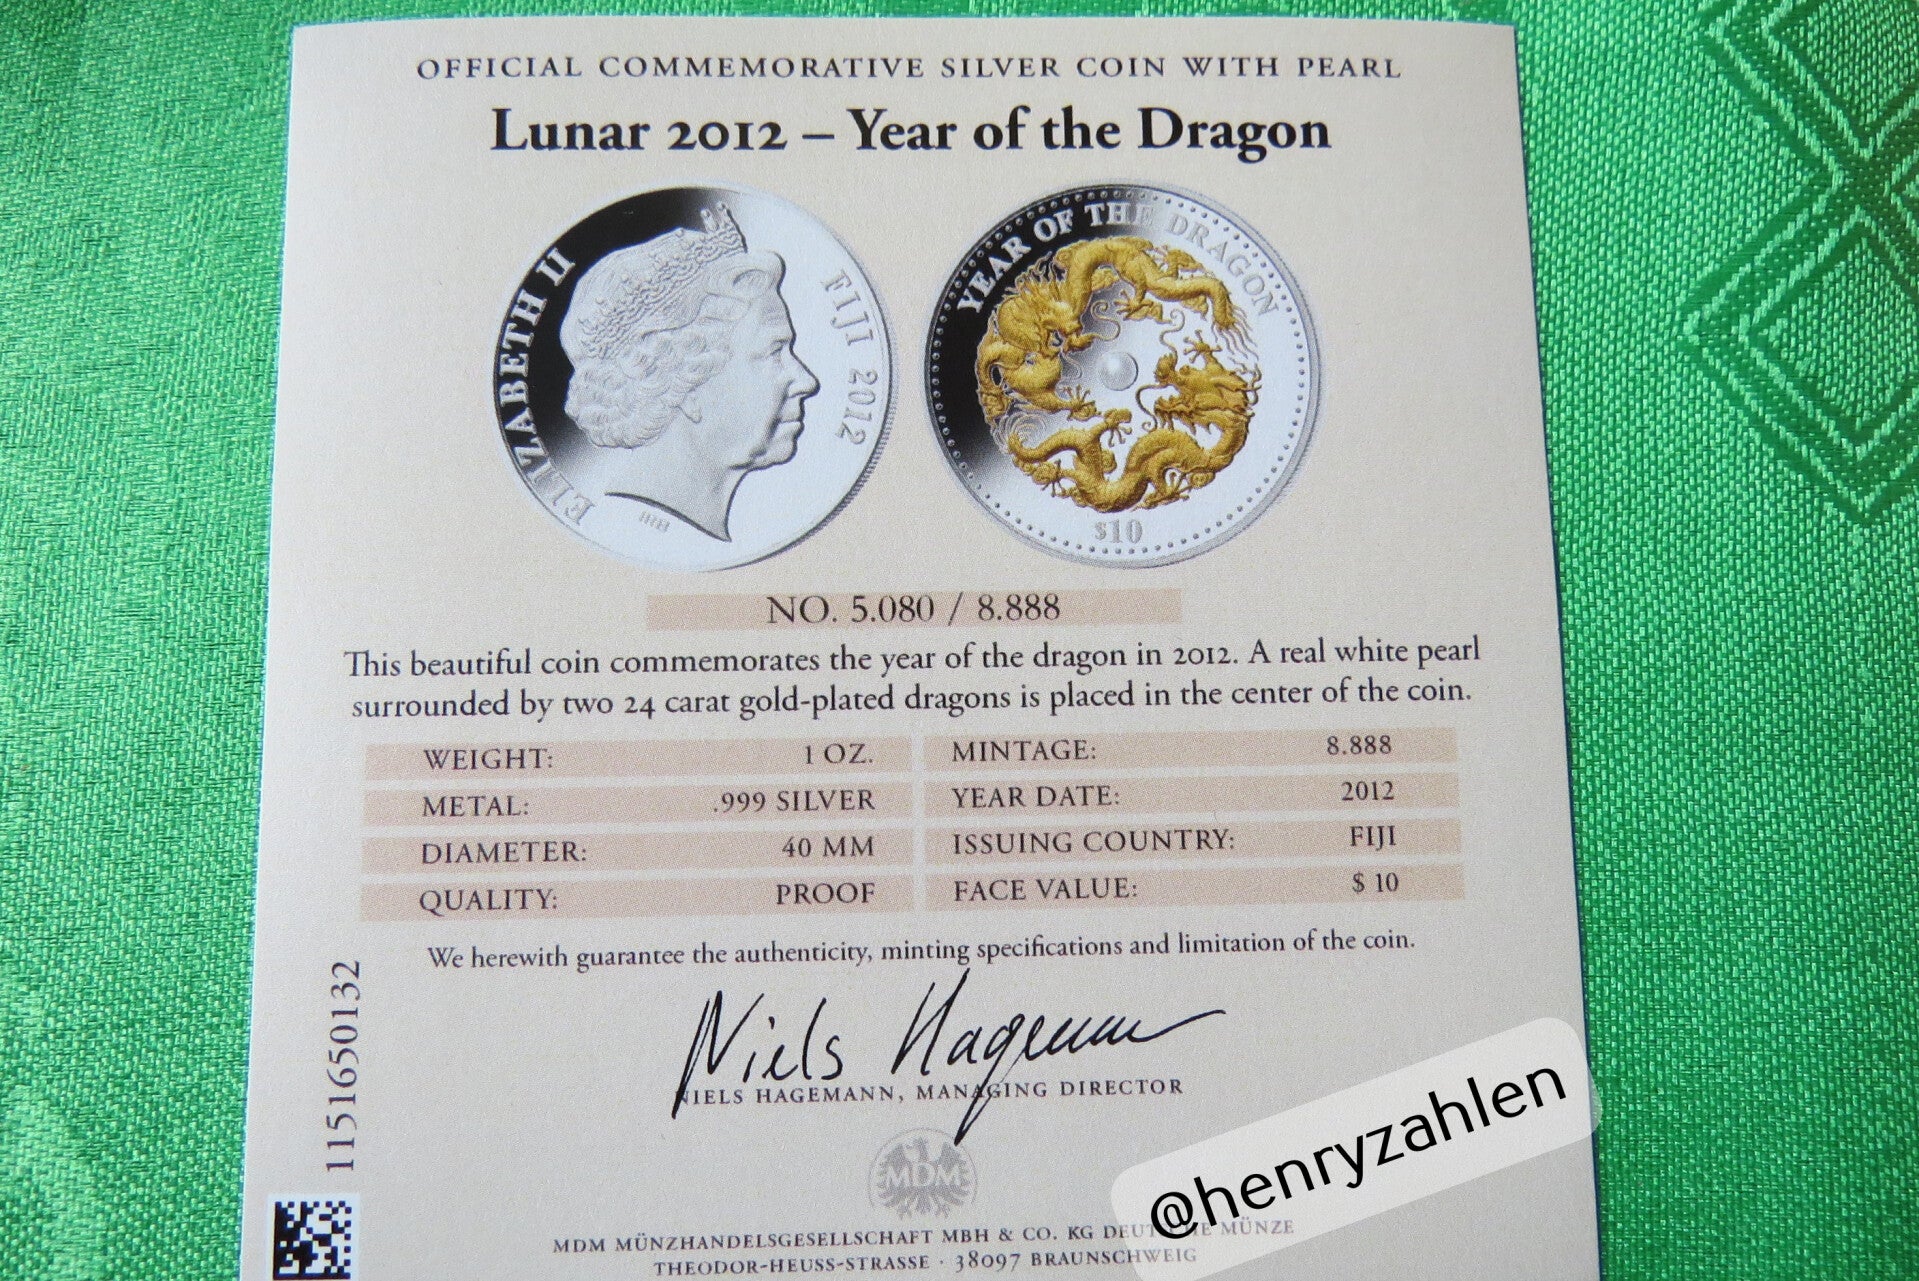 OFFICIAL COMMEMORATIVE SILVER COIN WITH PEARL
Lunar 2012 – Year of the Dragon
ELIZABETH II
FIJI 2012
YEAR OF THE DRAGON
$10
NO. 5.080 / 8.888
This beautiful coin commemorates the year of the dragon in 2012. A real white pearl
surrounded by two 24 carat gold-plated dragons is placed in the center of the coin.
WEIGHT: 1 OZ. MINTAGE: 8.888
METAL: .999 SILVER YEAR DATE: 2012
DIAMETER: 40 MM ISSUING COUNTRY: FIJI
QUALITY: PROOF FACE VALUE: $ 10
We herewith guarantee the authenticity, minting specifications and limitation of the coin.
Niels Hagemann
NIELS HAGEMANN, MANAGING DIRECTOR
1151650132
MDM
@henryzahlen
MDM MÜNZHANDELSGESELLSCHAFT MBH & CO. KG DEUTSCHE MÜNZE
THEODOR-HEUSS-STRASSE · 38097 BRAUNSCHWEIG